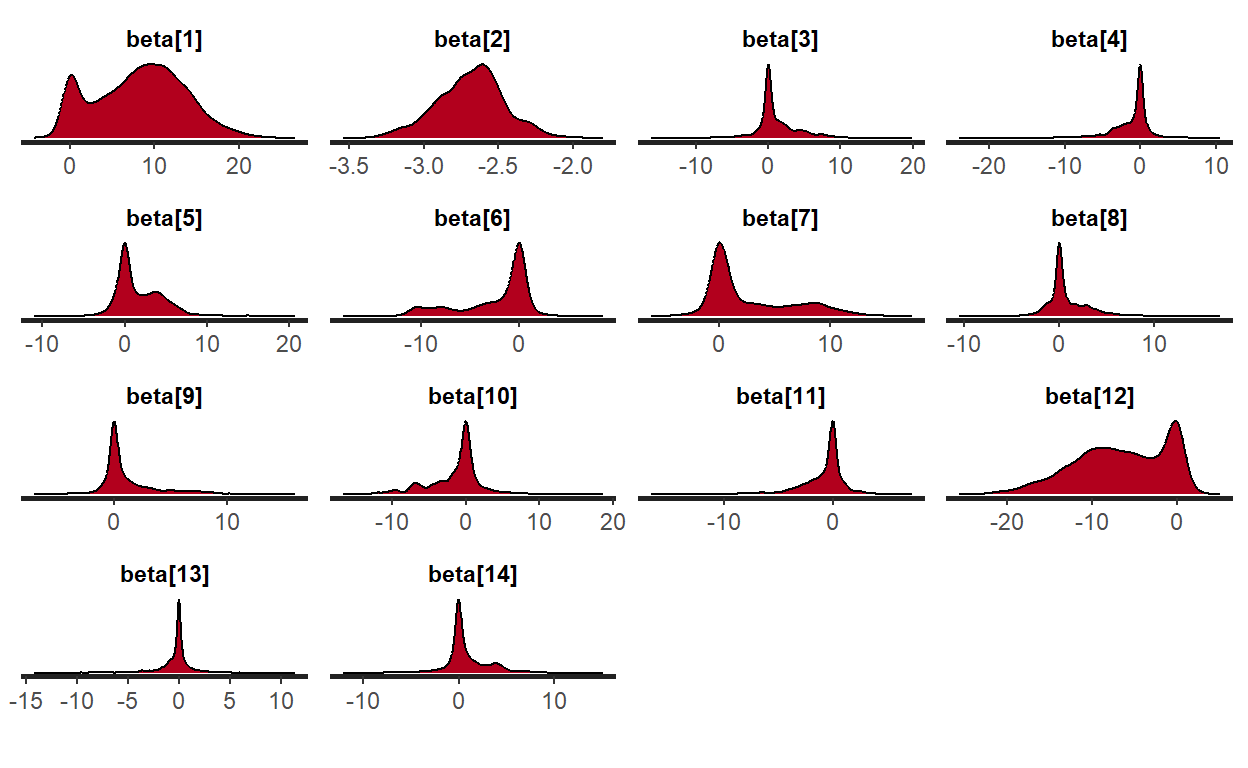 beta[1] beta[2] beta[3] beta[4]
0 10 20 -3.5 -3.0 -2.5 -2.0 -10 0 10 20 -20 -10 0 10
beta[5] beta[6] beta[7] beta[8]
-10 0 10 20 -10 0 0 10 -10 0 10
beta[9] beta[10] beta[11] beta[12]
0 10 -10 0 10 20 -10 0 -20 -10 0
beta[13] beta[14]
-15 -10 -5 0 5 10 -10 0 10